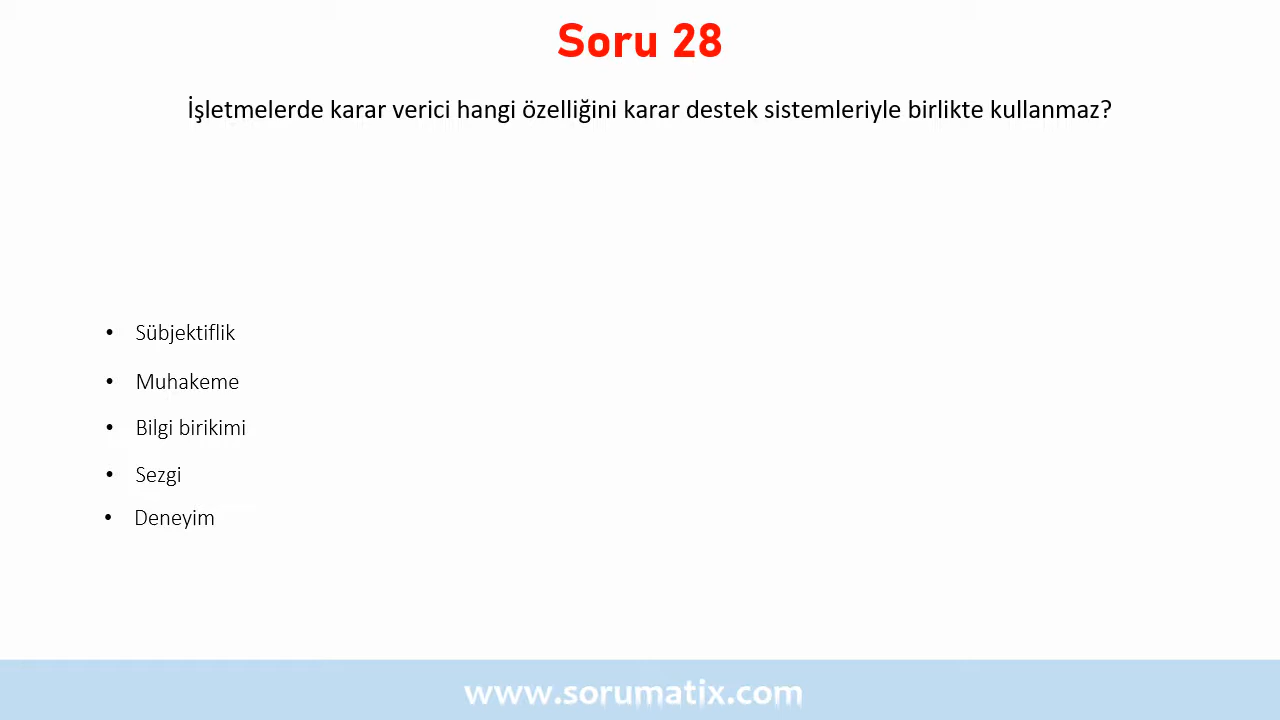 Soru 28
İşletmelerde karar verici hangi özelliğini karar destek sistemleriyle birlikte kullanmaz?
• Sübjektiflik
• Muhakeme
• Bilgi birikimi
• Sezgi
• Deneyim
www.sorumatix.com